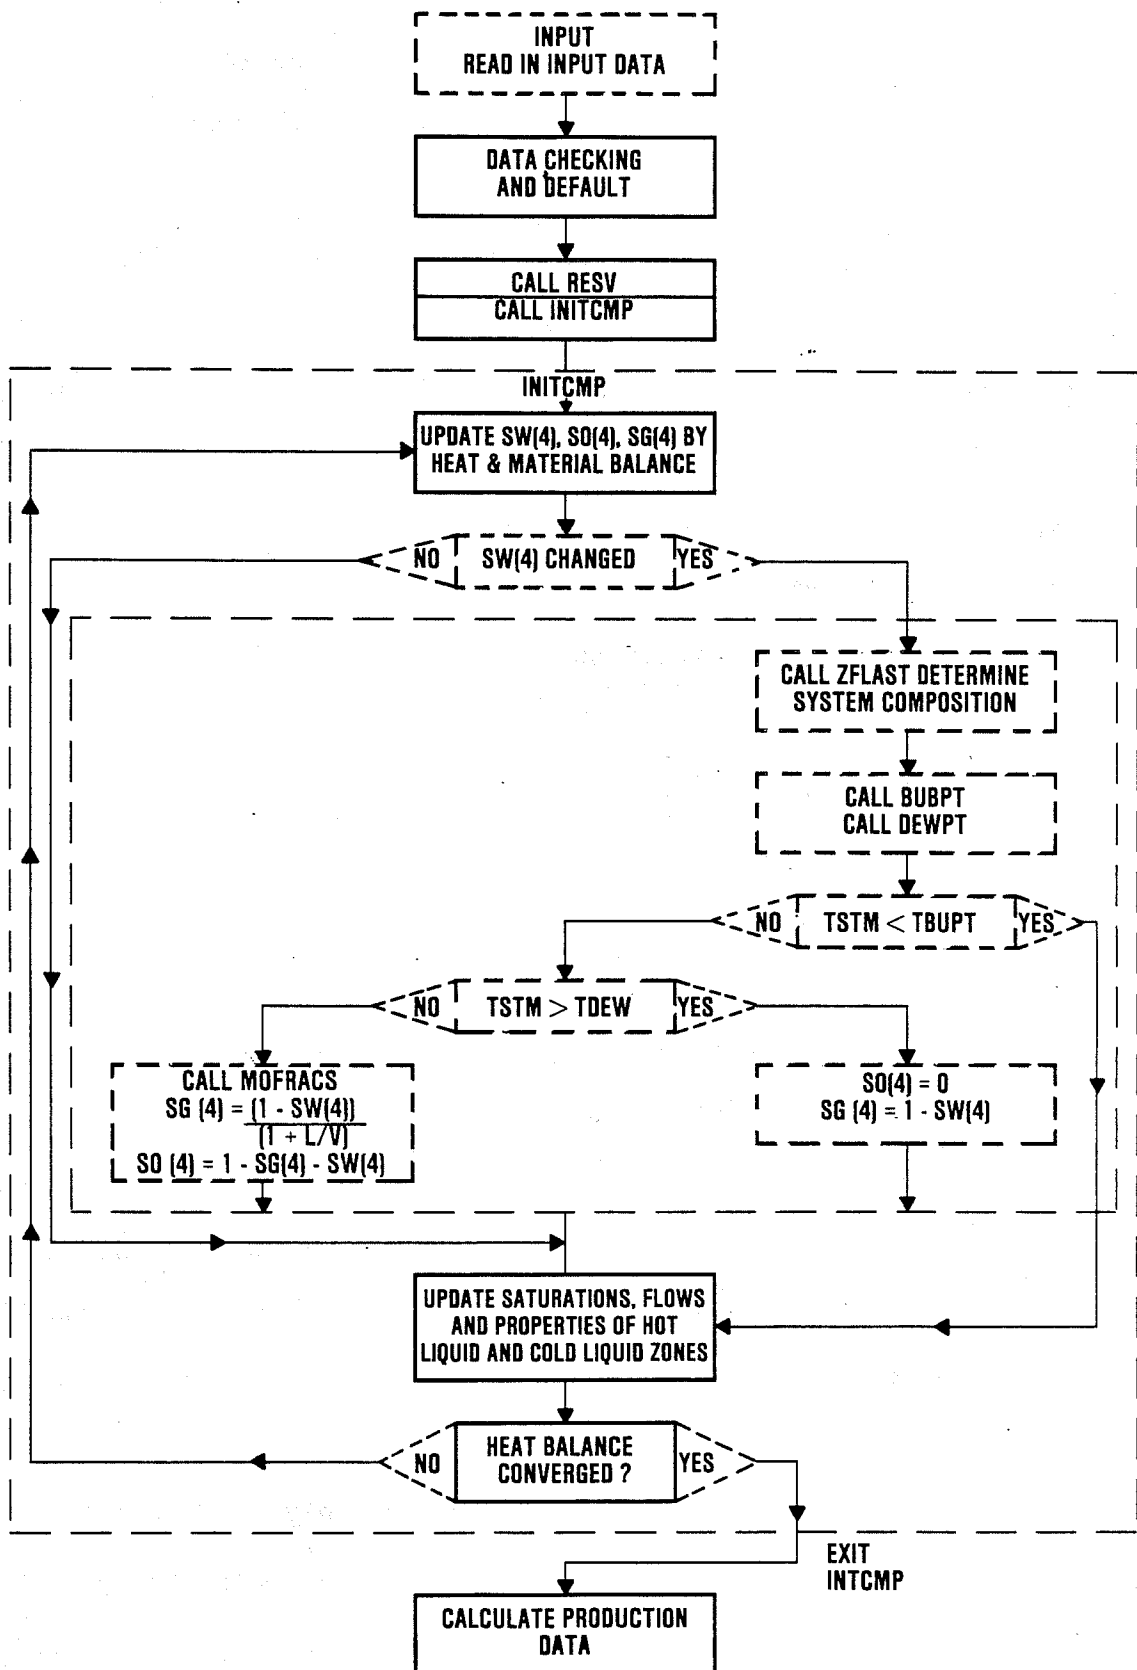 INPUT
READ IN INPUT DATA
DATA CHECKING
AND DEFAULT
CALL RESV
CALL INITCMP
INITCMP
UPDATE SW(4), SO(4), SG(4) BY
HEAT & MATERIAL BALANCE
NO SW(4) CHANGED YES
CALL ZFLAST DETERMINE
SYSTEM COMPOSITION
CALL BUBPT
CALL DEWPT
NO TSTM < TBUPT YES
NO TSTM > TDEW YES
CALL MOFRACS
SG (4) = (1 - SW(4))
(1 + L/V)
SO (4) = 1 - SG(4) - SW(4)
SO(4) = 0
SG (4) = 1 - SW(4)
UPDATE SATURATIONS, FLOWS
AND PROPERTIES OF HOT
LIQUID AND COLD LIQUID ZONES
NO HEAT BALANCE YES
CONVERGED ?
EXIT
INTCMP
CALCULATE PRODUCTION
DATA